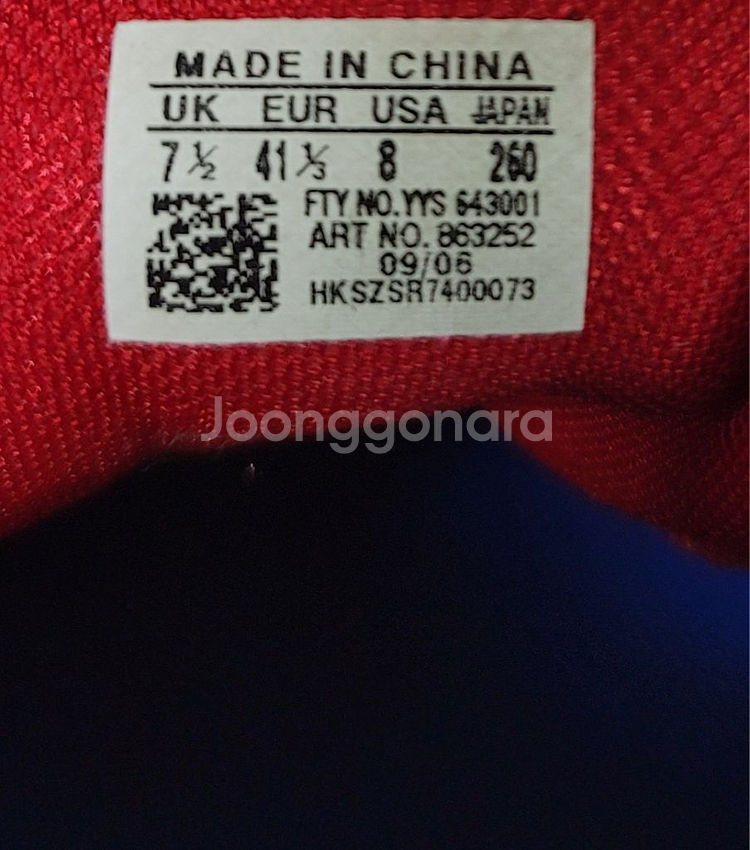 MADE IN CHINA
UK EUR USA JAPAN
7½ 41⅓ 8 260
FTY NO.YYS 643001
ART NO. 863252
09/06
HKSZSR7400073
Joonggonara